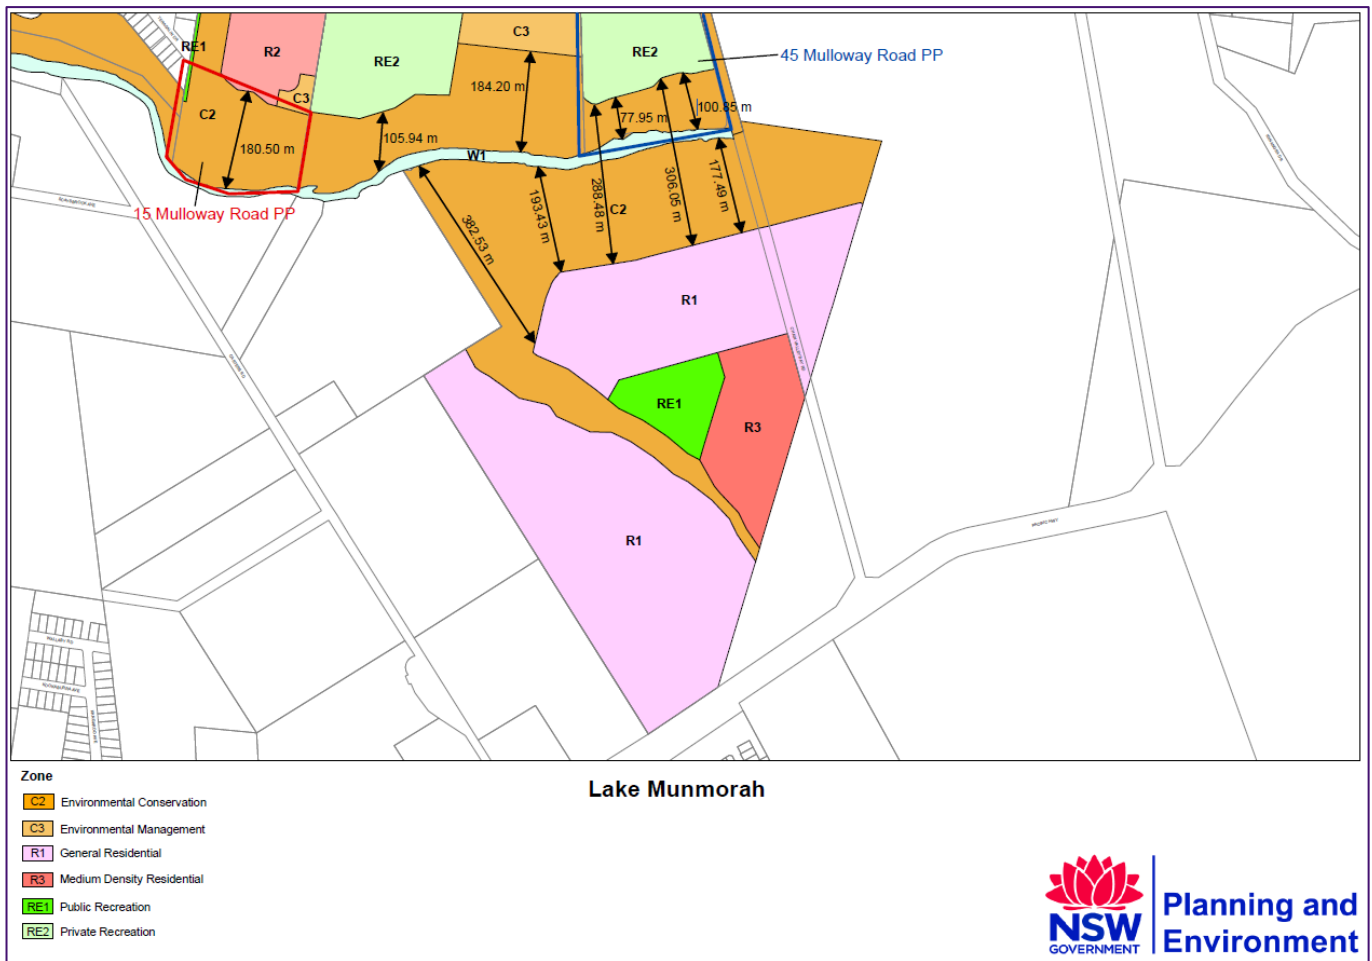 C3
RE1
R2
RE2
RE2
45 Mulloway Road PP
184.20 m
C3
100.85 m
C2
77.95 m
105.94 m
180.50 m
W1
306.05 m
177.49 m
288.48 m
193.43 m
C2
15 Mulloway Road PP
382.53 m
R1
RE1
R3
R1
PACIFIC HWY
Zone
Lake Munmorah
C2 Environmental Conservation
C3 Environmental Management
R1 General Residential
R3 Medium Density Residential
RE1 Public Recreation
RE2 Private Recreation
NSW
GOVERNMENT
Planning and
Environment